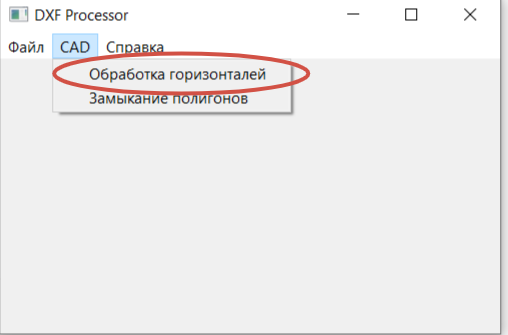 DXF Processor
Файл CAD Справка
Обработка горизонталей
Замыкание полигонов